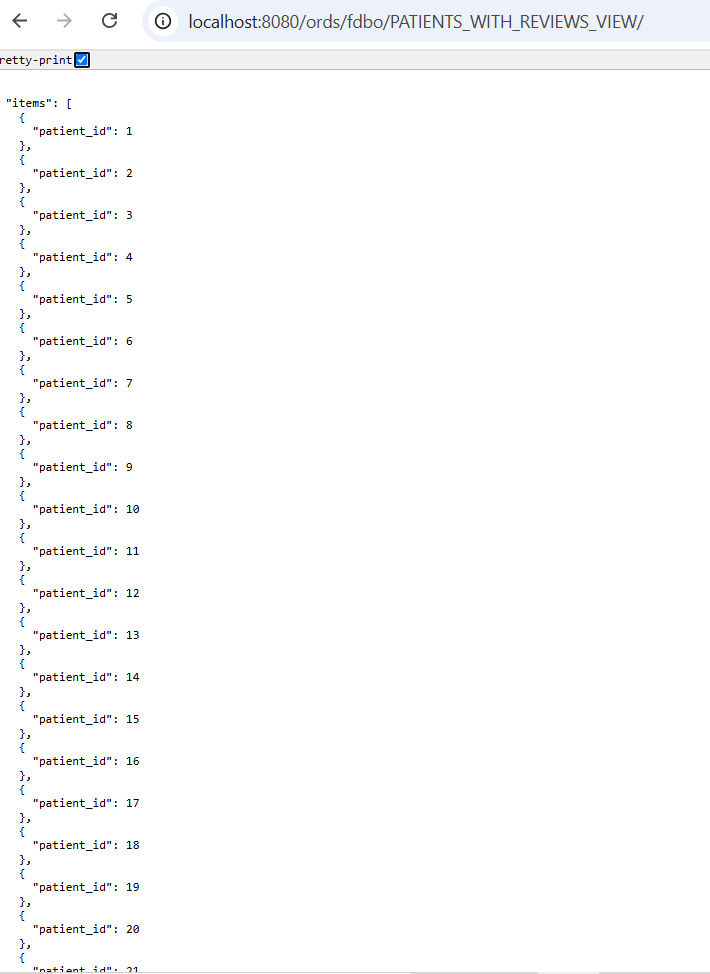 localhost:8080/ords/fdbo/PATIENTS_WITH_REVIEWS_VIEW/
retty-print
"items": [
{
"patient_id": 1
},
{
"patient_id": 2
},
{
"patient_id": 3
},
{
"patient_id": 4
},
{
"patient_id": 5
},
{
"patient_id": 6
},
{
"patient_id": 7
},
{
"patient_id": 8
},
{
"patient_id": 9
},
{
"patient_id": 10
},
{
"patient_id": 11
},
{
"patient_id": 12
},
{
"patient_id": 13
},
{
"patient_id": 14
},
{
"patient_id": 15
},
{
"patient_id": 16
},
{
"patient_id": 17
},
{
"patient_id": 18
},
{
"patient_id": 19
},
{
"patient_id": 20
},
{
"patient_id": 21